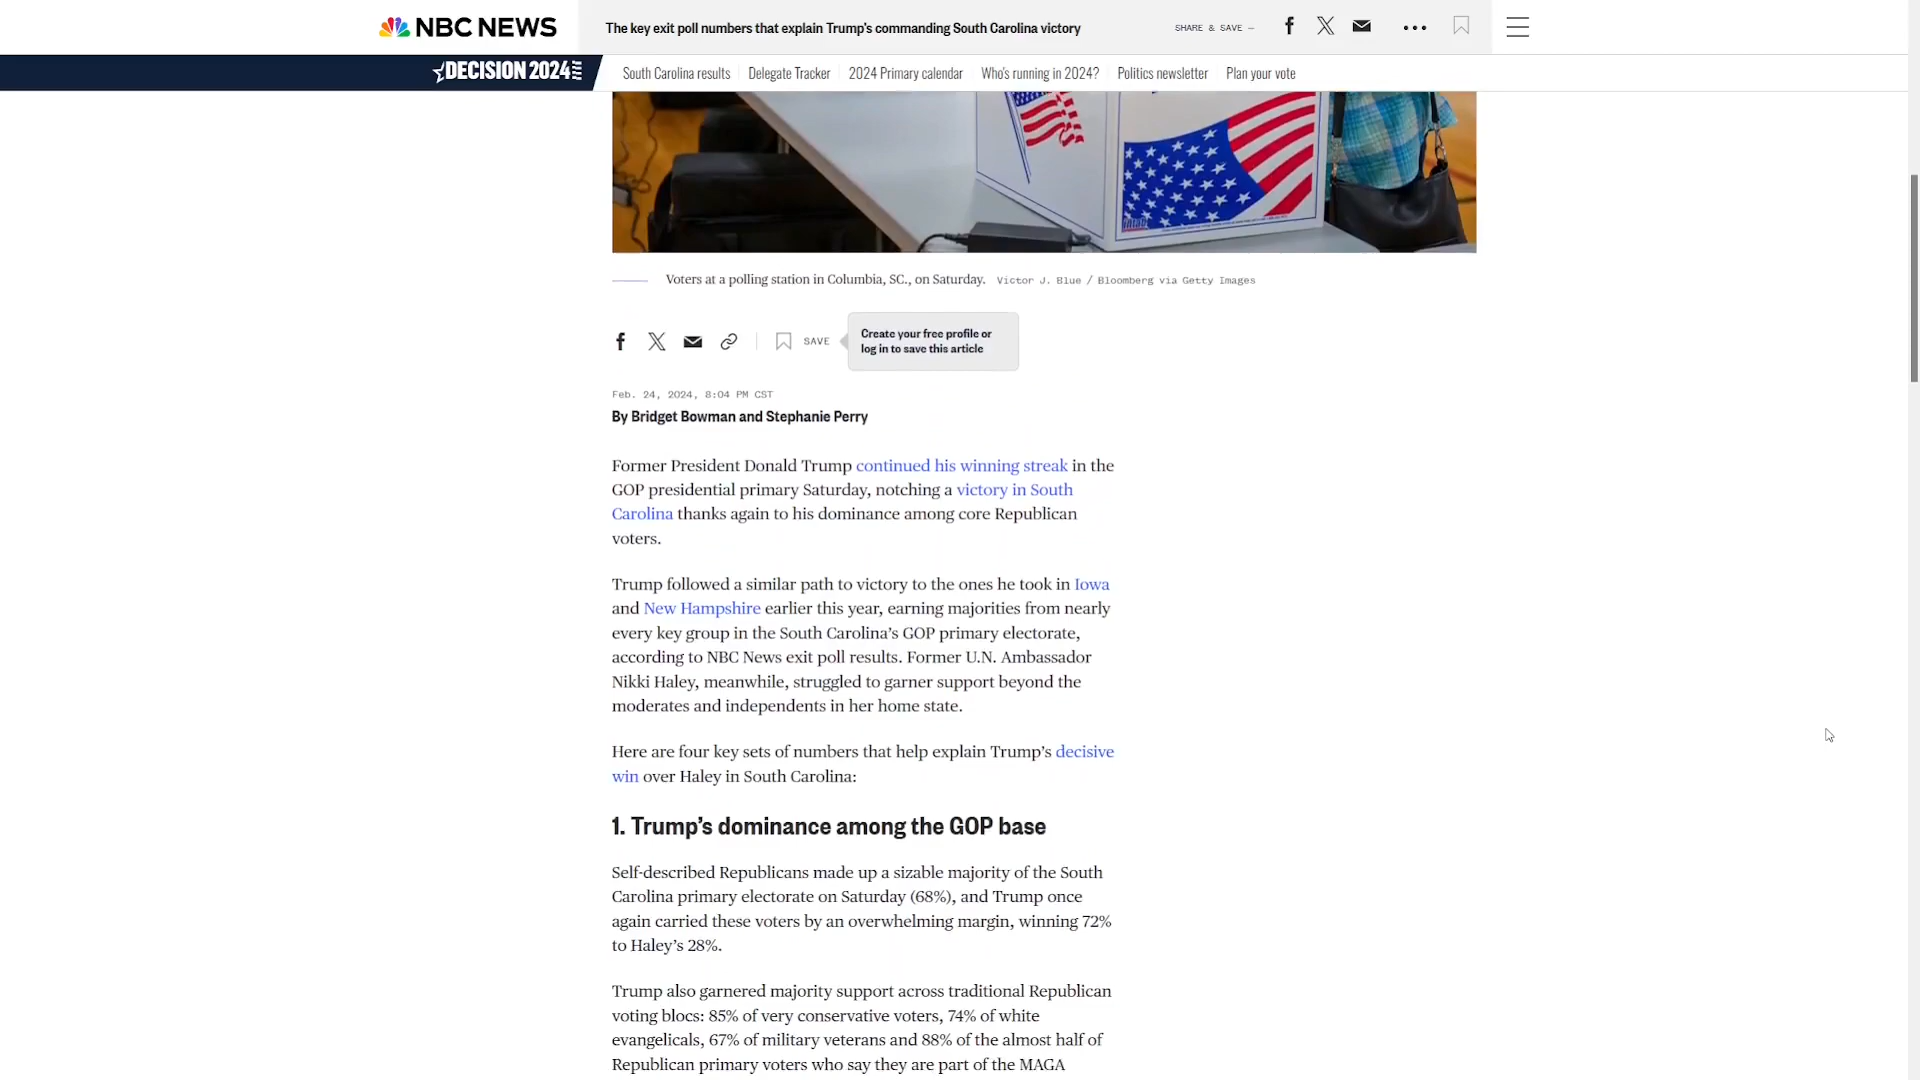 NBC NEWS
The key exit poll numbers that explain Trump's commanding South Carolina victory
SHARE & SAVE —
DECISION 2024
South Carolina results
Delegate Tracker
2024 Primary calendar
Who's running in 2024?
Politics newsletter
Plan your vote
Voters at a polling station in Columbia, SC., on Saturday. Victor J. Blue / Bloomberg via Getty Images
SAVE
Create your free profile or
log in to save this article
Feb. 24, 2024, 8:04 PM CST
By Bridget Bowman and Stephanie Perry
Former President Donald Trump continued his winning streak in the
GOP presidential primary Saturday, notching a victory in South
Carolina thanks again to his dominance among core Republican
voters.
Trump followed a similar path to victory to the ones he took in Iowa
and New Hampshire earlier this year, earning majorities from nearly
every key group in the South Carolina's GOP primary electorate,
according to NBC News exit poll results. Former U.N. Ambassador
Nikki Haley, meanwhile, struggled to garner support beyond the
moderates and independents in her home state.
Here are four key sets of numbers that help explain Trump's decisive
win over Haley in South Carolina:
1. Trump's dominance among the GOP base
Self-described Republicans made up a sizable majority of the South
Carolina primary electorate on Saturday (68%), and Trump once
again carried these voters by an overwhelming margin, winning 72%
to Haley's 28%.
Trump also garnered majority support across traditional Republican
voting blocs: 85% of very conservative voters, 74% of white
evangelicals, 67% of military veterans and 88% of the almost half of
Republican primary voters who say they are part of the MAGA